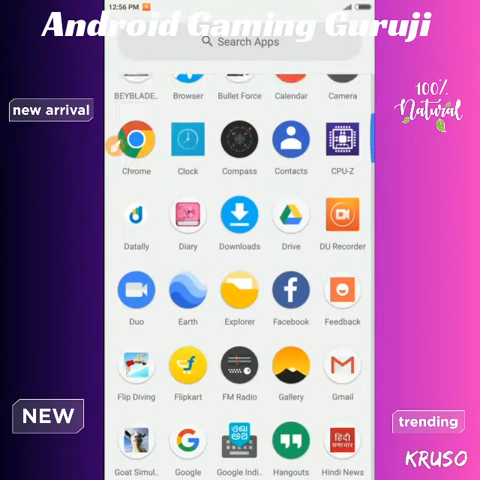 12:56 PM
Android Gaming Guruji
Search Apps
BEYBLADE.. Browser Bullet Force Calendar Camera
new arrival
100%
Natural
Chrome Clock Compass Contacts CPU-Z
Datally Diary Downloads Drive DU Recorder
Duo Earth Explorer Facebook Feedback
Flip Diving Flipkart FM Radio Gallery Gmail
NEW
trending
हिंदी
समाचार
Goat Simul.. Google Google Indi.. Hangouts Hindi News
KRUSO